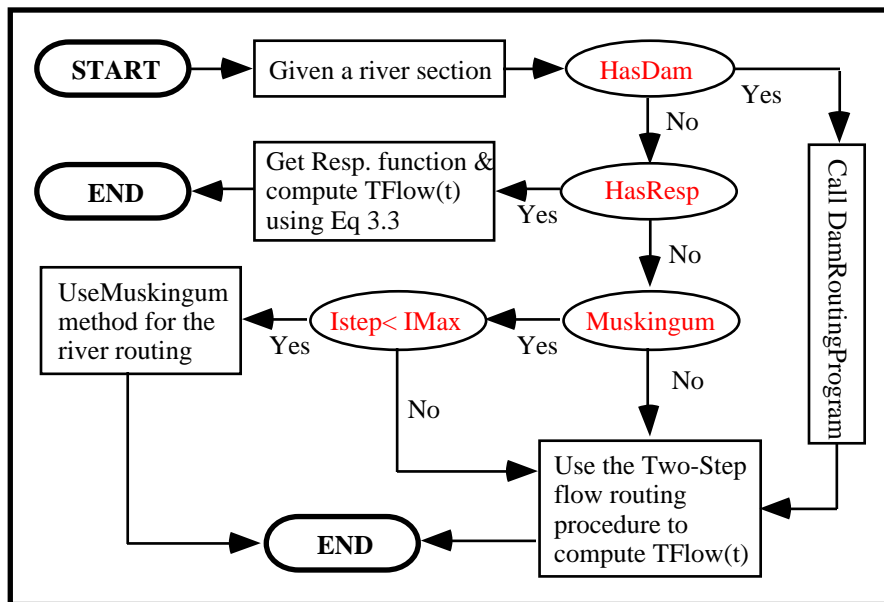 START
Given a river section
HasDam
Yes
No
Call DamRoutingProgram
END
Get Resp. function &
compute TFlow(t)
using Eq 3.3
Yes
HasResp
No
UseMuskingum
method for the
river routing
Yes
Istep< IMax
Yes
Muskingum
No
No
Use the Two-Step
flow routing
procedure to
compute TFlow(t)
END